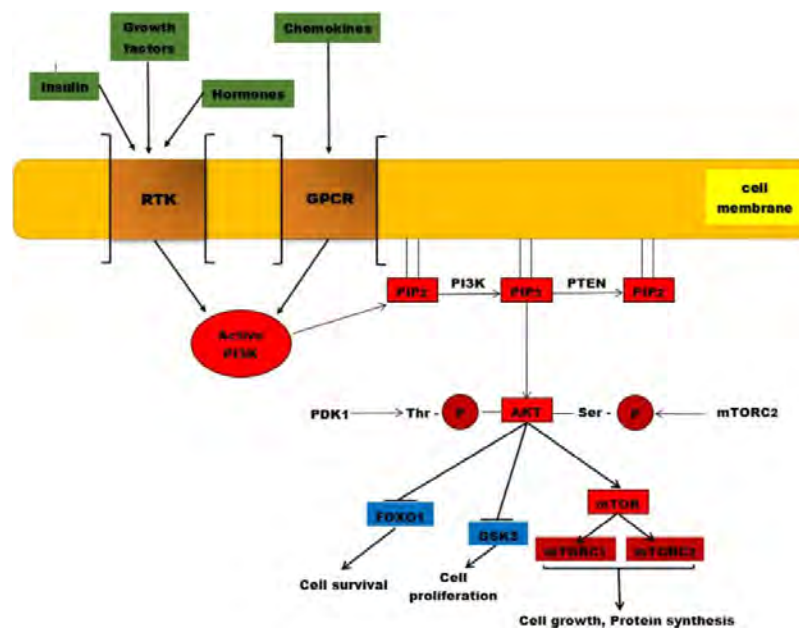 Growth
factors
Chemokines
Insulin
Hormones
RTK
GPCR
cell
membrane
PIP2
PI3K
PIP3
PTEN
PIP2
Active
PI3K
PDK1
Thr -
P
AKT
Ser -
P
mTORC2
FOXO1
GSK3
mTOR
mTORC1
mTORC2
Cell survival
Cell
proliferation
Cell growth, Protein synthesis